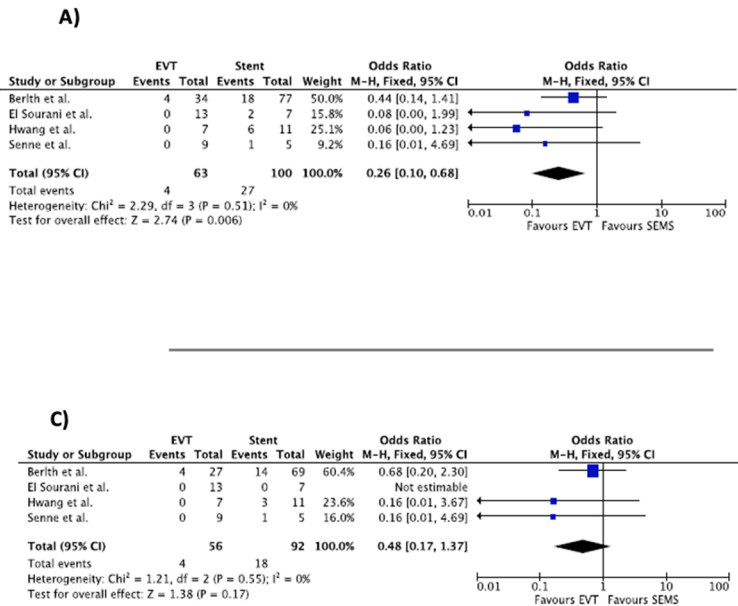 A)
EVT Stent Odds Ratio Odds Ratio
Study or Subgroup Events Total Events Total Weight M-H, Fixed, 95% CI M-H, Fixed, 95% CI
Berlth et al. 4 34 18 77 50.0% 0.44 [0.14, 1.41]
El Sourani et al. 0 13 2 7 15.8% 0.08 [0.00, 1.99]
Hwang et al. 0 7 6 11 25.1% 0.06 [0.00, 1.23]
Senne et al. 0 9 1 5 9.2% 0.16 [0.01, 4.69]
Total (95% CI) 63 100 100.0% 0.26 [0.10, 0.68]
Total events 4 27
Heterogeneity: Chi² = 2.29, df = 3 (P = 0.51); I² = 0%
Test for overall effect: Z = 2.74 (P = 0.006)
0.01 0.1 1 10 100
Favours EVT Favours SEMS
C)
EVT Stent Odds Ratio Odds Ratio
Study or Subgroup Events Total Events Total Weight M-H, Fixed, 95% CI M-H, Fixed, 95% CI
Berlth et al. 4 27 14 69 60.4% 0.68 [0.20, 2.30]
El Sourani et al. 0 13 0 7 Not estimable
Hwang et al. 0 7 3 11 23.6% 0.16 [0.01, 3.67]
Senne et al. 0 9 1 5 16.0% 0.16 [0.01, 4.69]
Total (95% CI) 56 92 100.0% 0.48 [0.17, 1.37]
Total events 4 18
Heterogeneity: Chi² = 1.21, df = 2 (P = 0.55); I² = 0%
Test for overall effect: Z = 1.38 (P = 0.17)
0.01 0.1 1 10 100
Favours EVT Favours SEMS